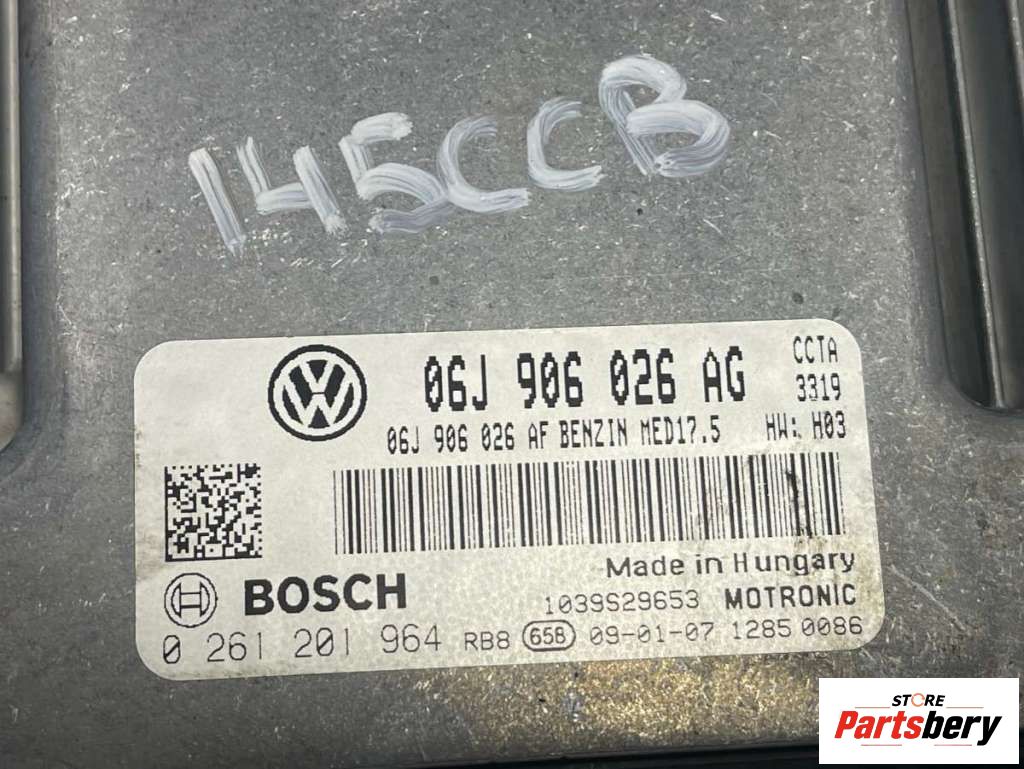 145CCB
06J 906 026 AG
CCTA
3319
06J 906 026 AF BENZIN MED17.5 HW: H03
Made in Hungary
BOSCH
1039S29653 MOTRONIC
0 261 201 964 RB8 658 09-01-07 1285 0086
STORE
Partsbery